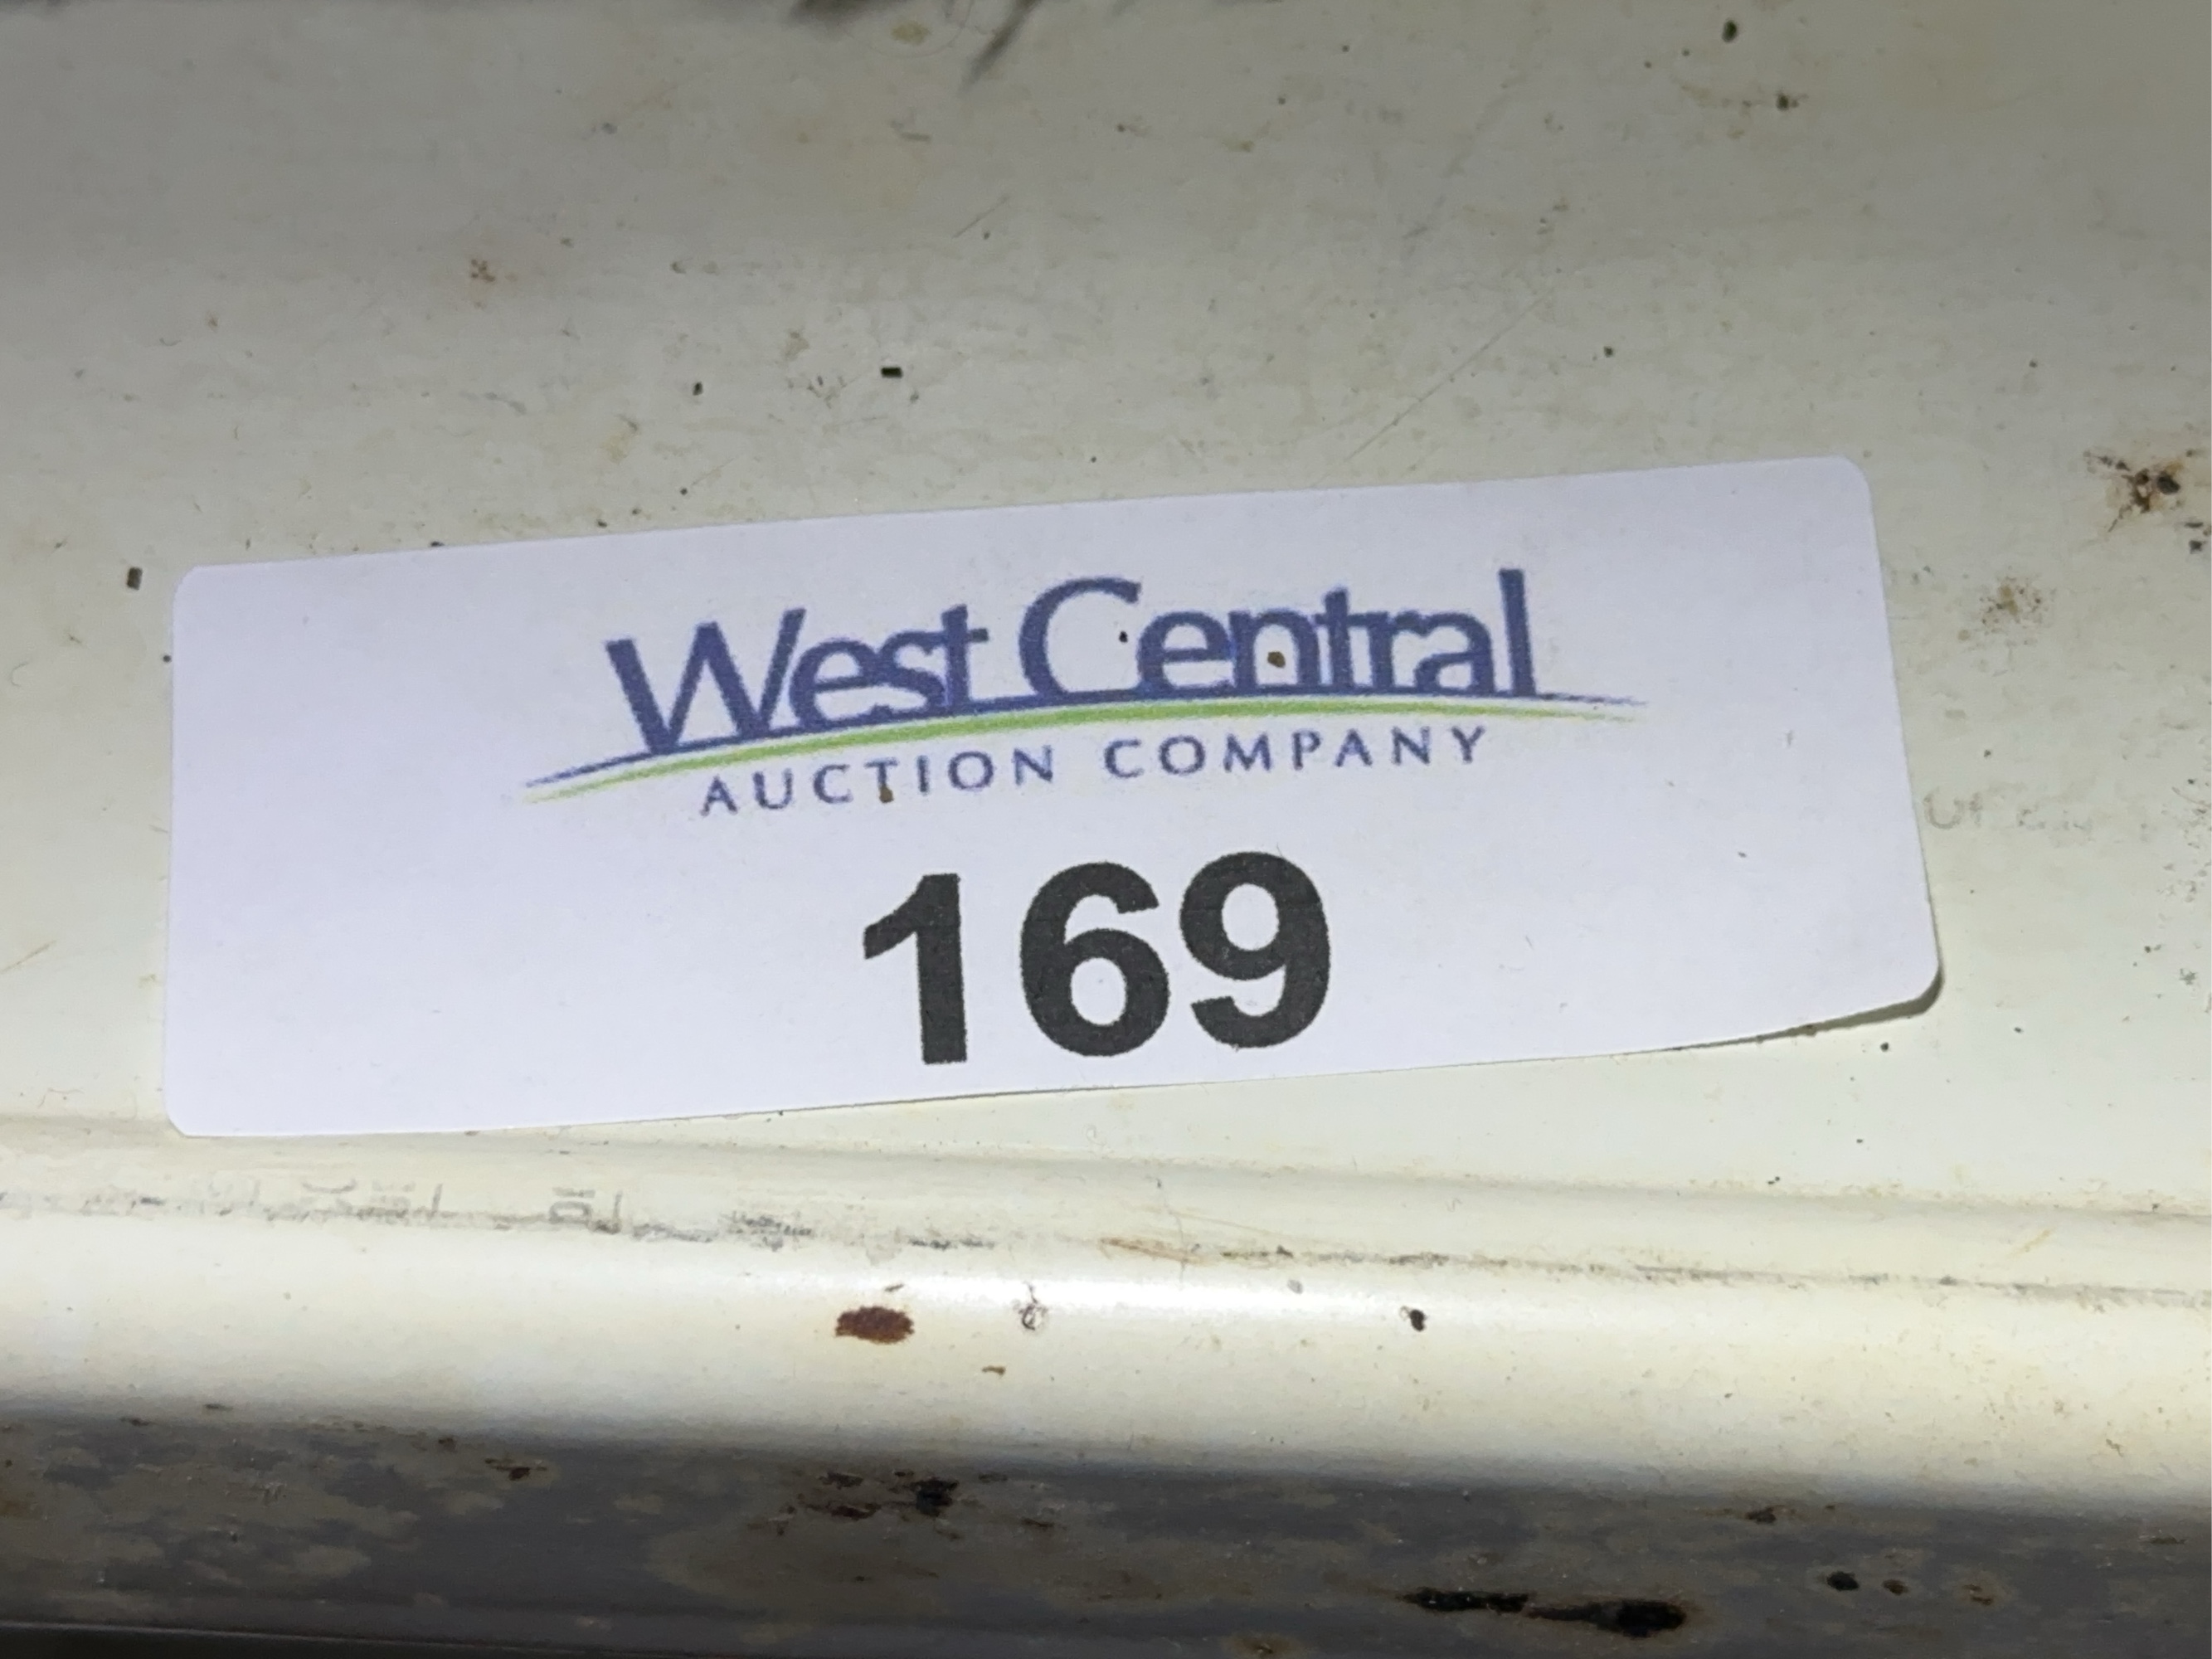 West Central
AUCTION COMPANY
169